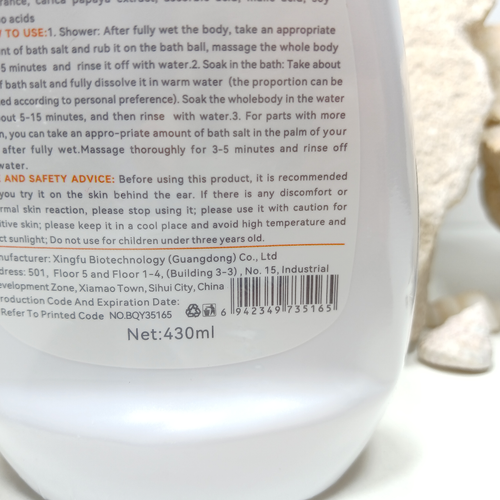 carica papaya extract, ascorbic acid, malic acid, soy
o acids
TO USE:1. Shower: After fully wet the body, take an appropriate
nt of bath salt and rub it on the bath ball, massage the whole body
5 minutes and rinse it off with water.2. Soak in the bath: Take about
f bath salt and fully dissolve it in warm water (the proportion can be
ed according to personal preference). Soak the wholebody in the water
out 5-15 minutes, and then rinse with water.3. For parts with more
n, you can take an appro-priate amount of bath salt in the palm of your
after fully wet.Massage thoroughly for 3-5 minutes and rinse off
water.
AND SAFETY ADVICE: Before using this product, it is recommended
you try it on the skin behind the ear. If there is any discomfort or
rmal skin reaction, please stop using it; please use it with caution for
itive skin; please keep it in a cool place and avoid high temperature and
ct sunlight; Do not use for children under three years old.
nufacturer: Xingfu Biotechnology (Guangdong) Co., Ltd
dress: 501, Floor 5 and Floor 1-4, (Building 3-3), No. 15, Industrial
evelopment Zone, Xiamao Town, Sihui City, China
roduction Code And Expiration Date:
Refer To Printed Code NO.BQY35165
6 942349 735165
Net:430ml